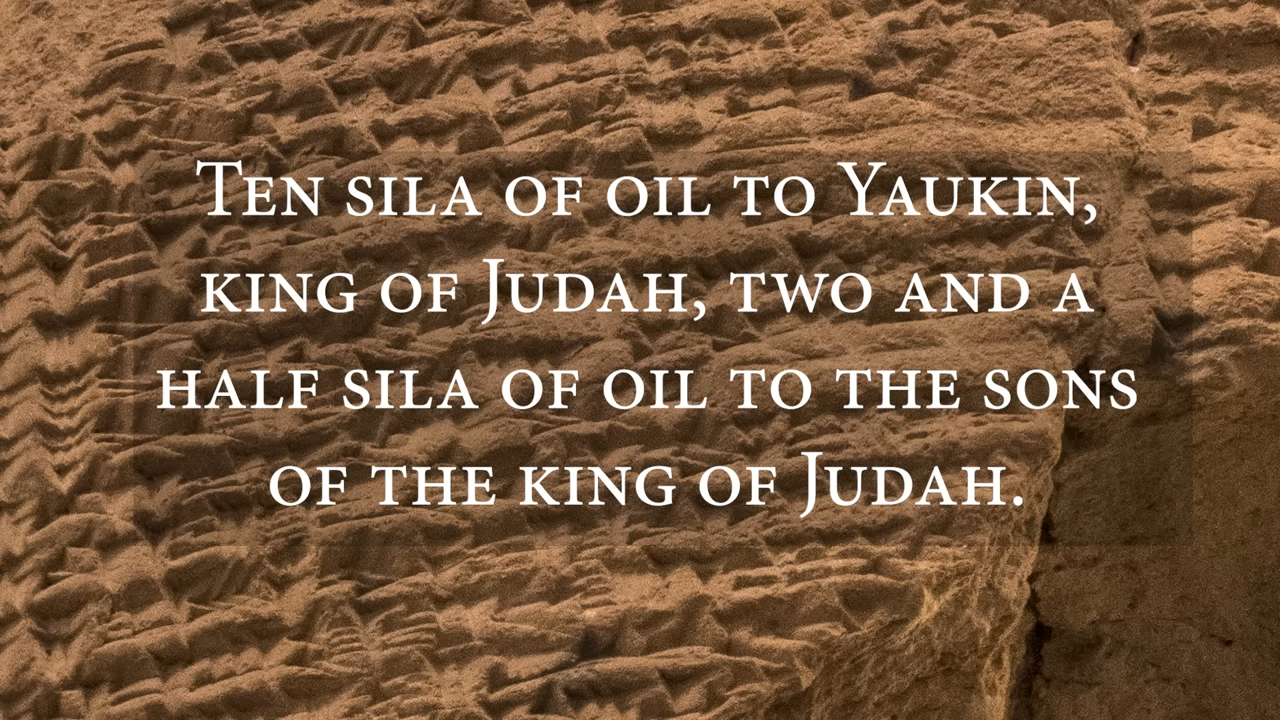 Ten sila of oil to Yaukin,
king of Judah, two and a
half sila of oil to the sons
of the king of Judah.